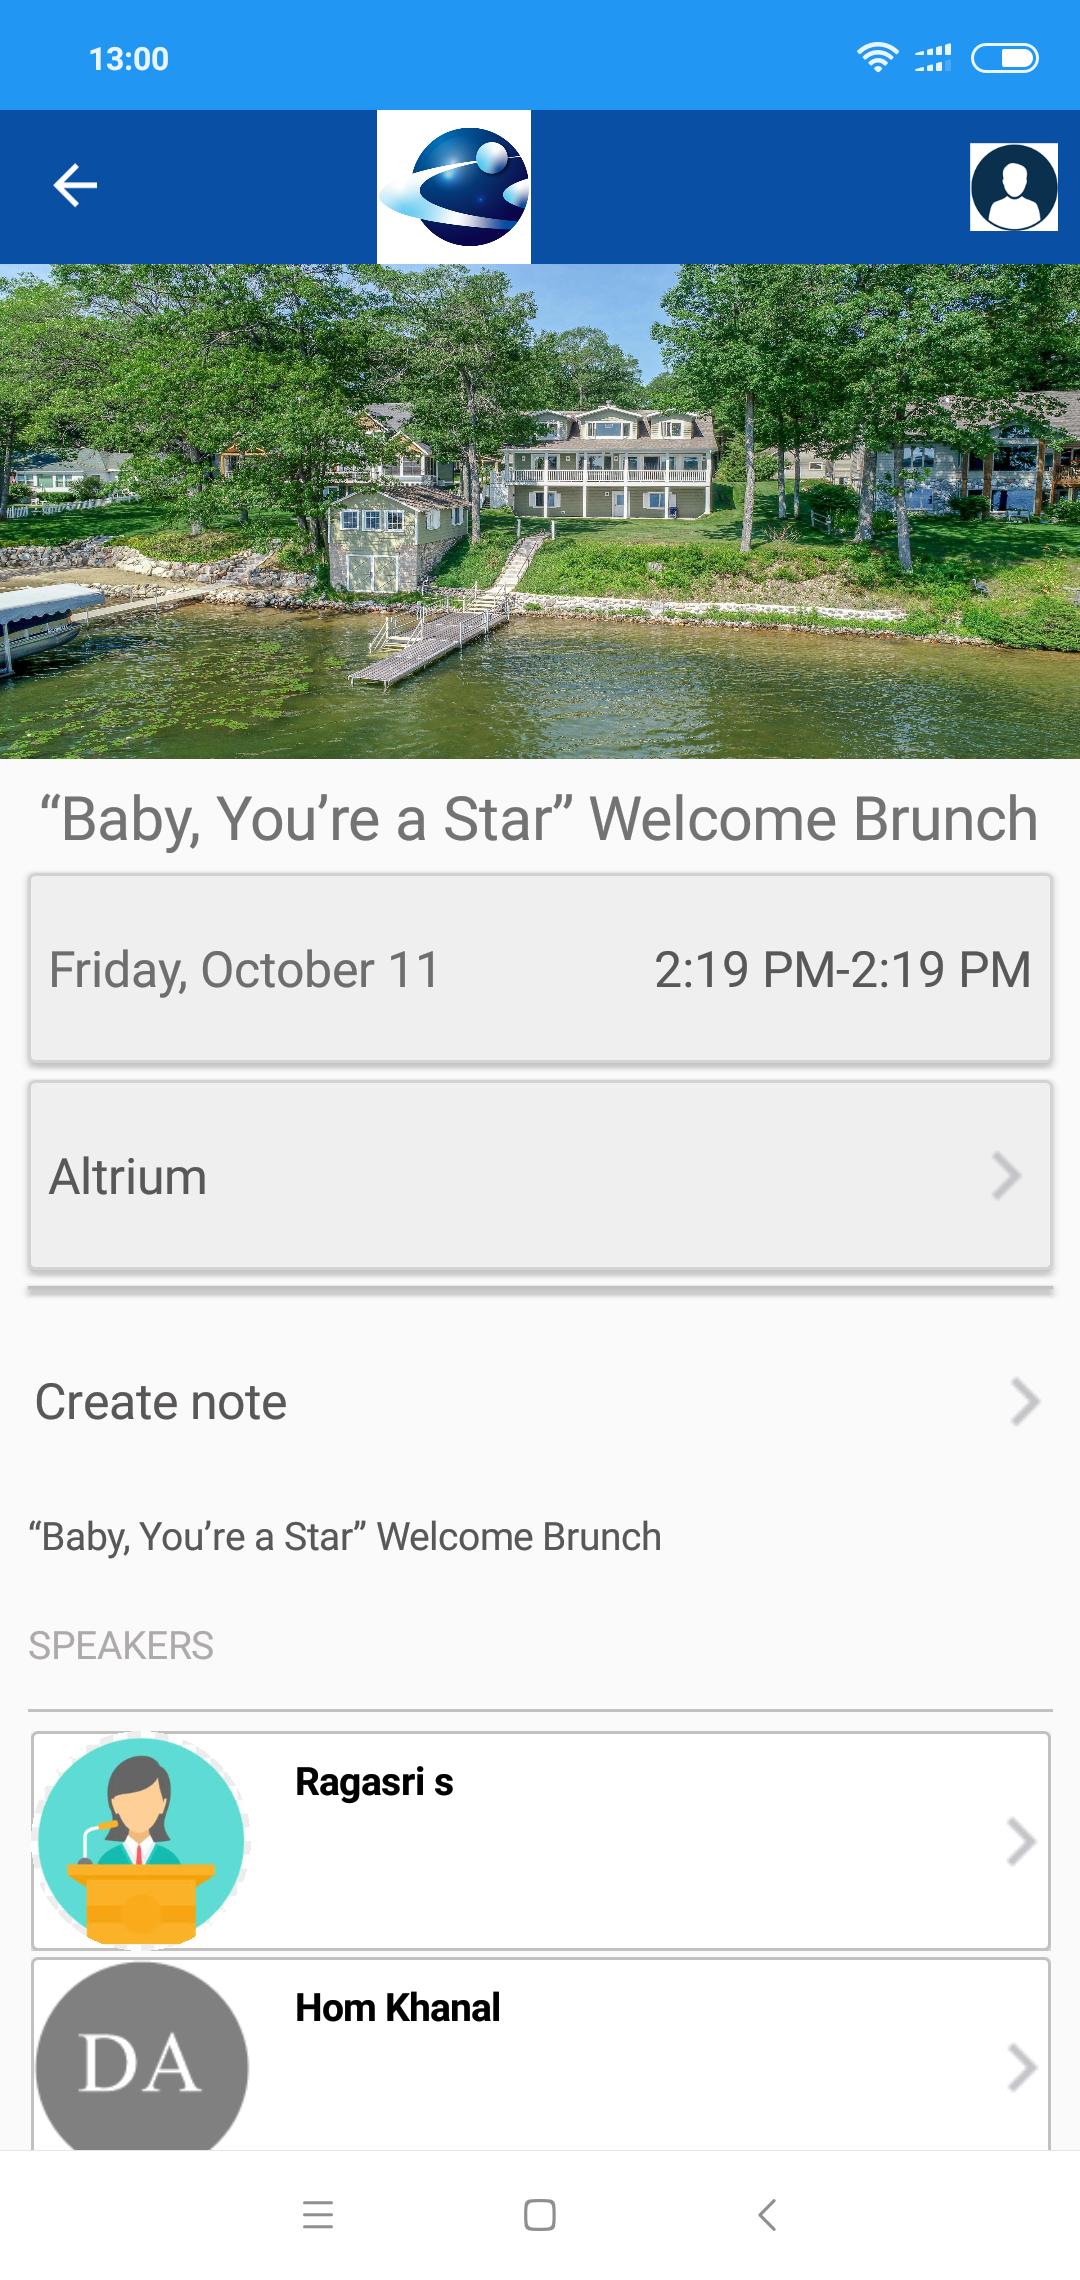 13:00
“Baby, You’re a Star” Welcome Brunch
Friday, October 11 2:19 PM-2:19 PM
Altrium
Create note
“Baby, You’re a Star” Welcome Brunch
SPEAKERS
Ragasri s
Hom Khanal
DA